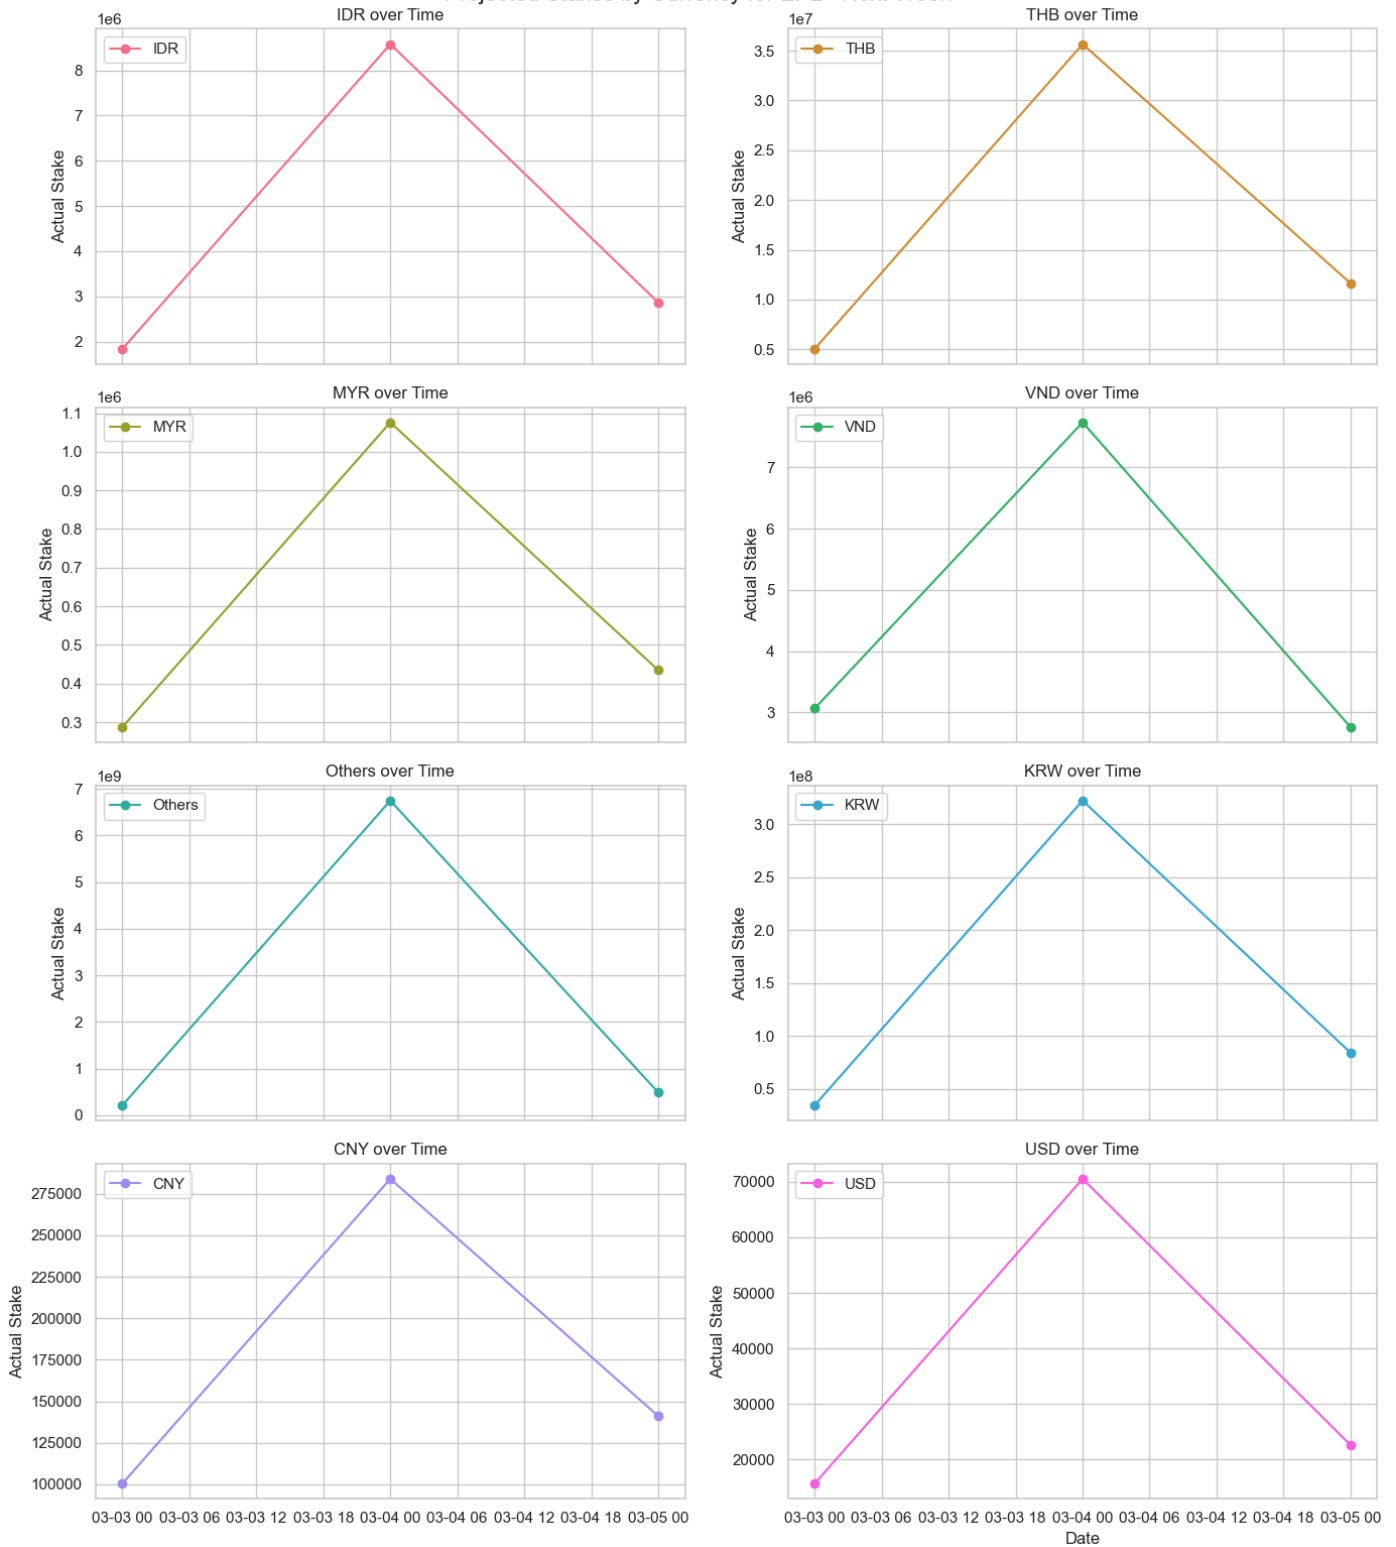 1e6
IDR over Time
IDR
8
7
6
5
4
3
2
Actual Stake
1e7
THB over Time
THB
3.5
3.0
2.5
2.0
1.5
1.0
0.5
Actual Stake
1e6
MYR over Time
MYR
1.1
1.0
0.9
0.8
0.7
0.6
0.5
0.4
0.3
Actual Stake
1e6
VND over Time
VND
7
6
5
4
3
Actual Stake
1e9
Others over Time
Others
7
6
5
4
3
2
1
0
Actual Stake
1e8
KRW over Time
KRW
3.0
2.5
2.0
1.5
1.0
0.5
Actual Stake
CNY over Time
CNY
275000
250000
225000
200000
175000
150000
125000
100000
Actual Stake
03-03 00 03-03 06 03-03 12 03-03 18 03-04 00 03-04 06 03-04 12 03-04 18 03-05 00
USD over Time
USD
70000
60000
50000
40000
30000
20000
Actual Stake
03-03 00 03-03 06 03-03 12 03-03 18 03-04 00 03-04 06 03-04 12 03-04 18 03-05 00
Date